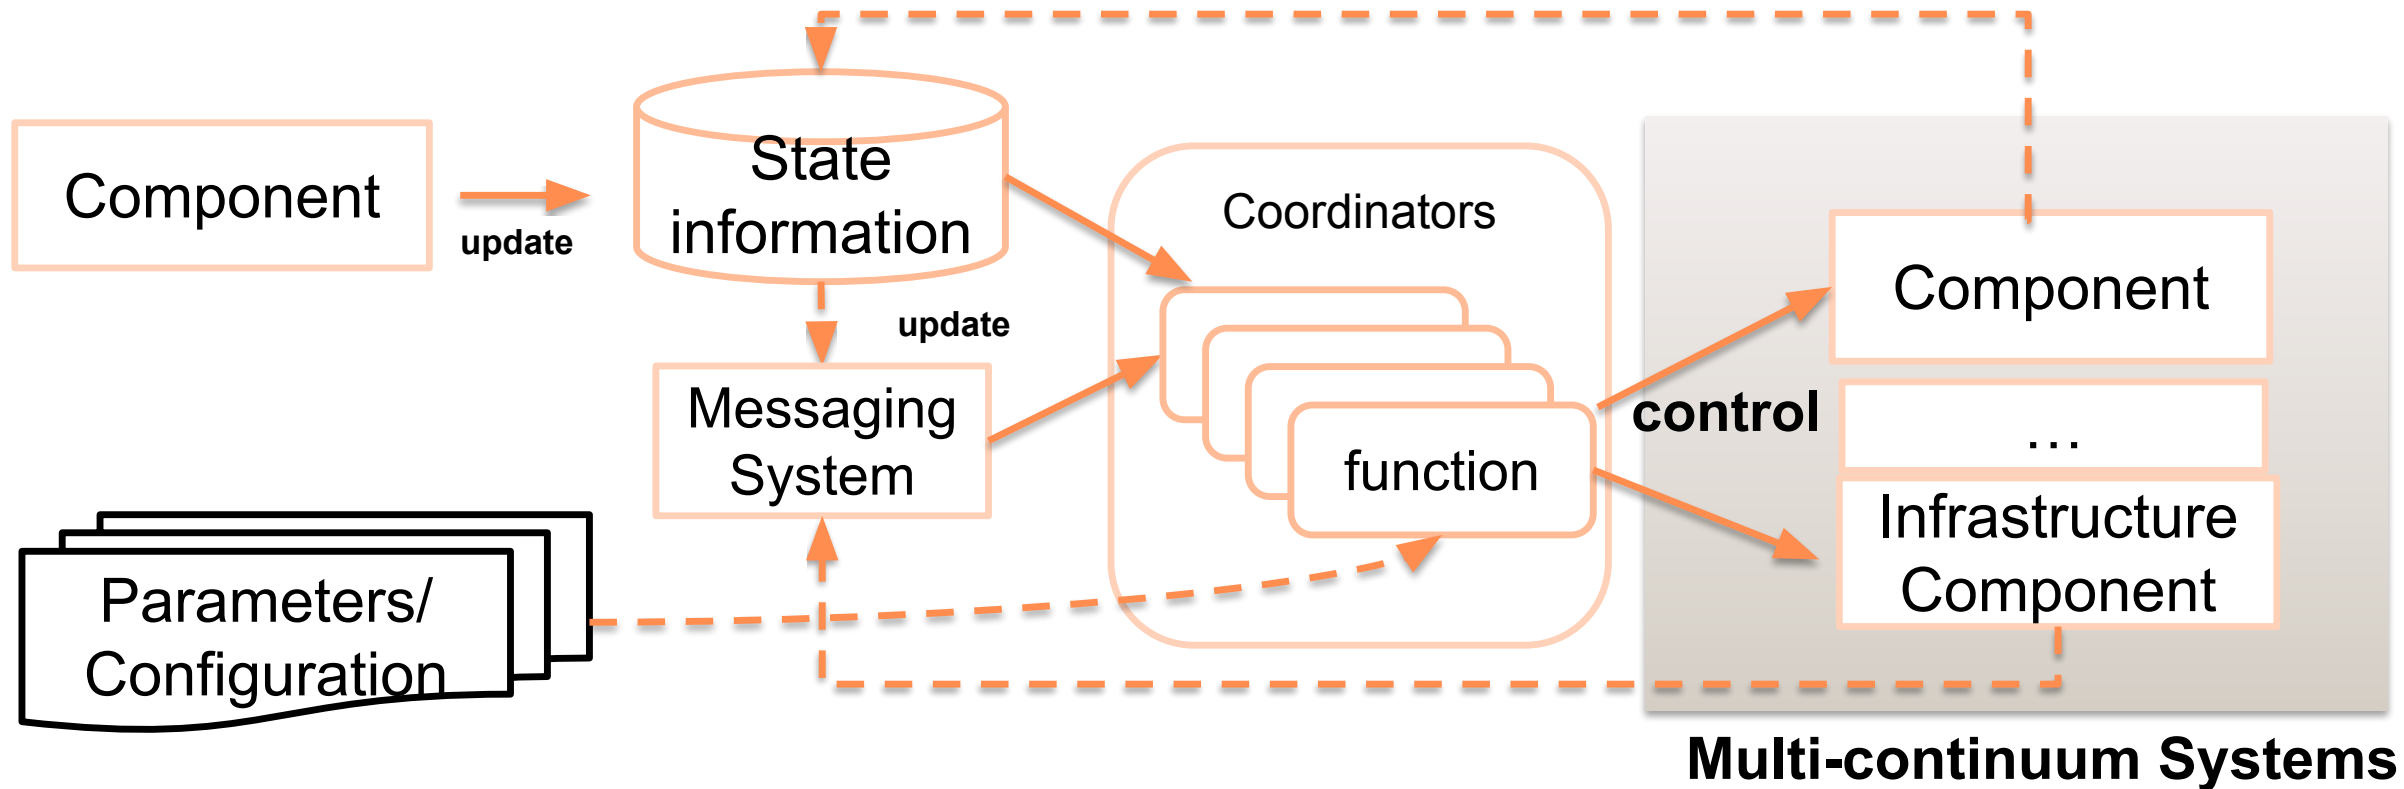 Component
update
State
information
update
Messaging
System
Parameters/
Configuration
Coordinators
function
control
Component
...
Infrastructure
Component
Multi-continuum Systems